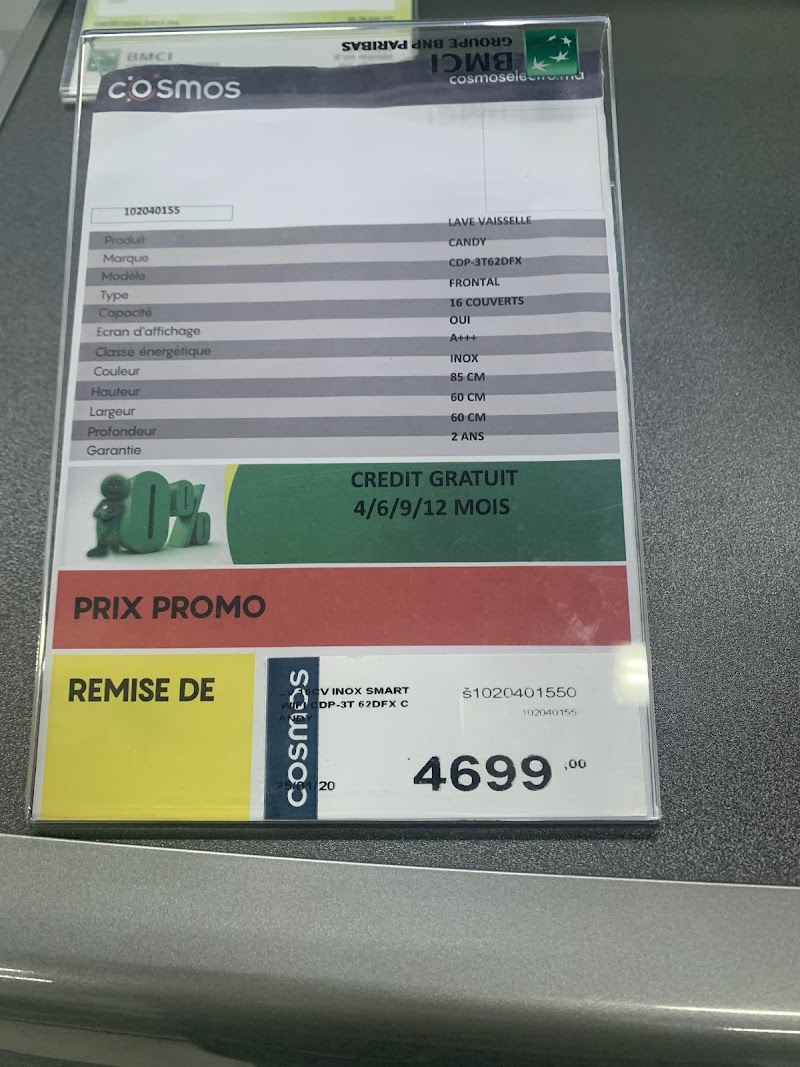 BMCI
BMCI
GROUPE BNP PARIBAS
cosmos
cosmoselectro.ma
102040155
Produit LAVE VAISSELLE
Marque CANDY
Modèle CDP-3T62DFX
Type FRONTAL
Capacité 16 COUVERTS
Ecran d'affichage OUI
Classe énergétique A+++
Couleur INOX
Hauteur 85 CM
Largeur 60 CM
Profondeur 60 CM
Garantie 2 ANS
0%
CREDIT GRATUIT
4/6/9/12 MOIS
PRIX PROMO
REMISE DE
cosmos
INOX SMART
CDP-3T 62DFX C
ANDY
š1020401550
102040155
4699,00